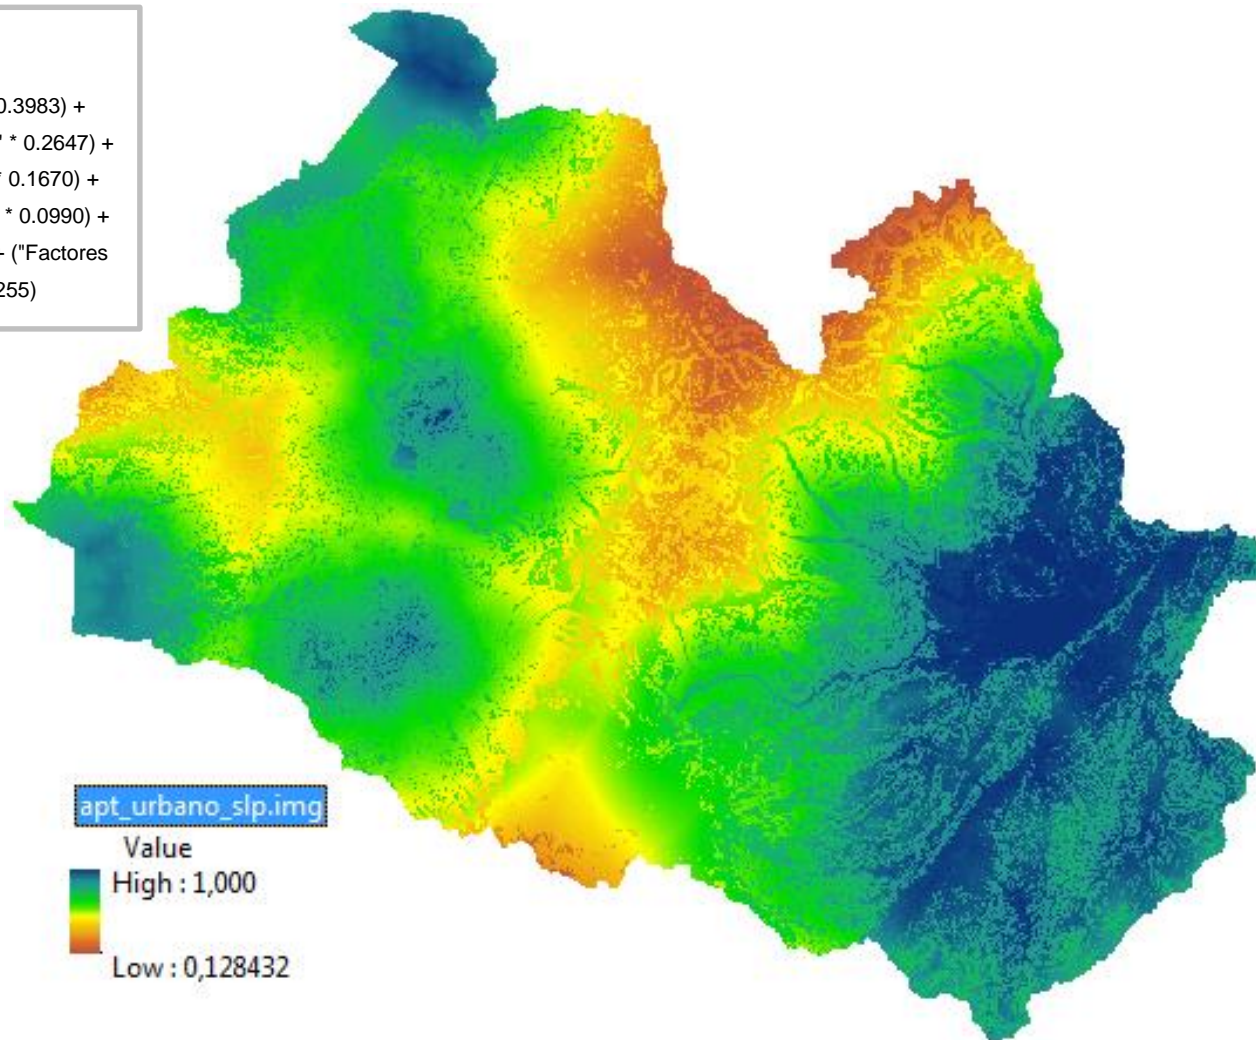 0.3983) +
" * 0.2647) +
* 0.1670) +
* 0.0990) +
- ("Factores
255)
apt_urbano_slp.img
Value
High : 1,000
Low : 0,128432